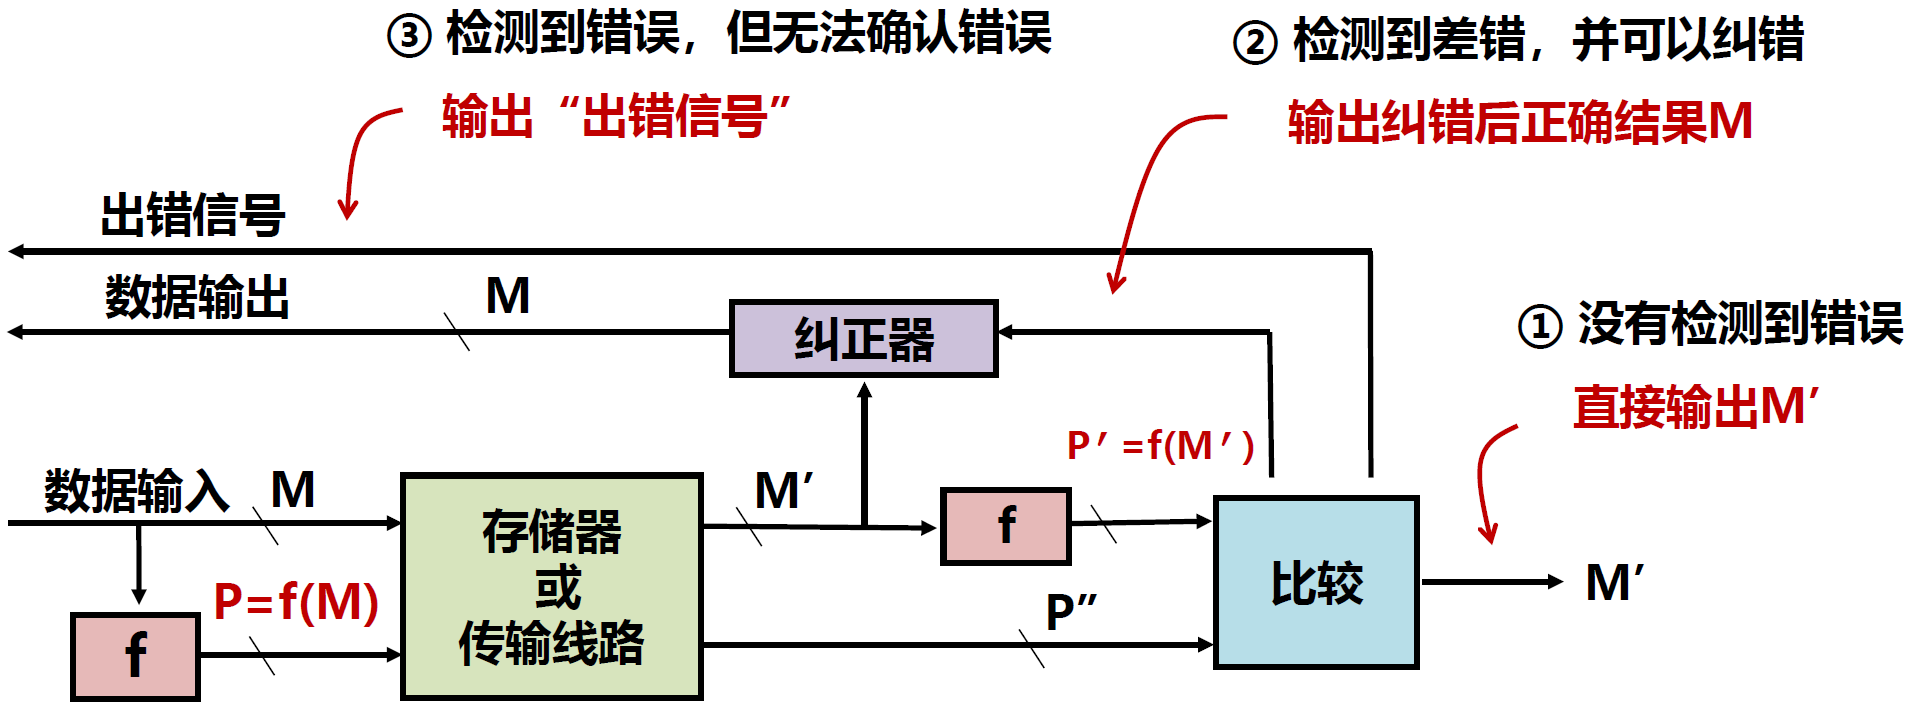 ③ 检测到错误，但无法确认错误
输出“出错信号”
② 检测到差错，并可以纠错
输出纠错后正确结果M
出错信号
数据输出
M
纠正器
① 没有检测到错误
直接输出M′
数据输入
M
存储器
或
传输线路
M′
P′=f(M′)
f
P=f(M)
f
P″
比较
M′